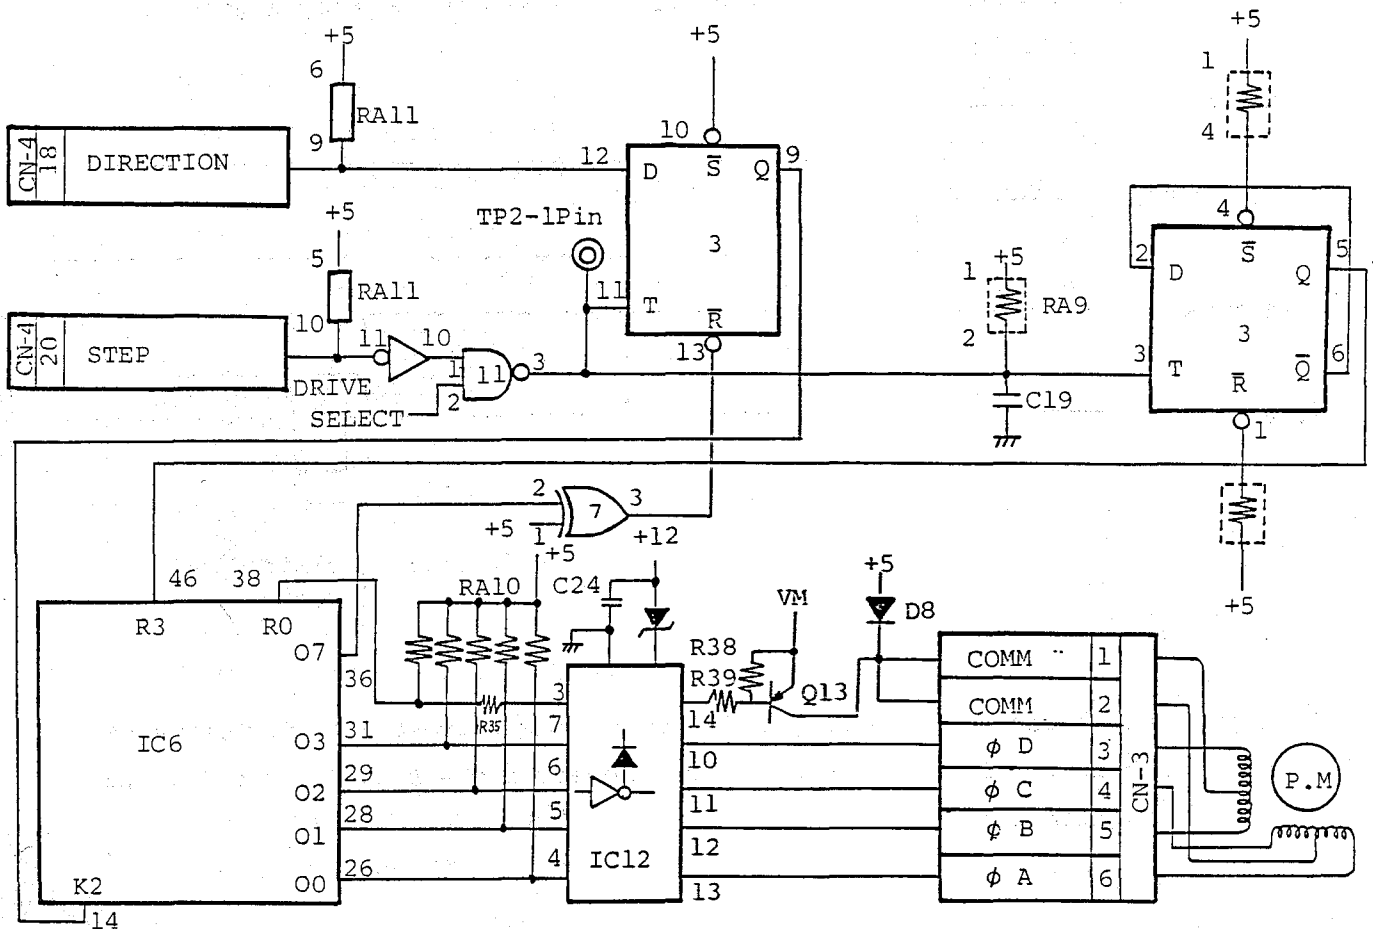 +5
+5
+5
6
1
RA11
10
4
9
CN-4
18
DIRECTION
12
D
S̅
Q
9
+5
TP2-1Pin
3
4
5
11
T
R̅
13
RA11
10
CN-4
20
STEP
11
10
1
2
11
3
DRIVE
SELECT
+5
1
2
RA9
C19
2
D
S̅
Q
5
3
3
T
R̅
Q̅
6
1
2
+5
1
7
3
+12
+5
+5
46
38
RA10
C24
VM
+5
D8
R3
R0
O7
36
R38
R39
Q13
3
R35
14
IC6
31
O3
7
10
29
O2
6
11
28
O1
5
12
26
O0
4
IC12
13
K2
14
COMM
1
COMM
2
φ D
3
φ C
4
φ B
5
φ A
6
CN-3
P.M